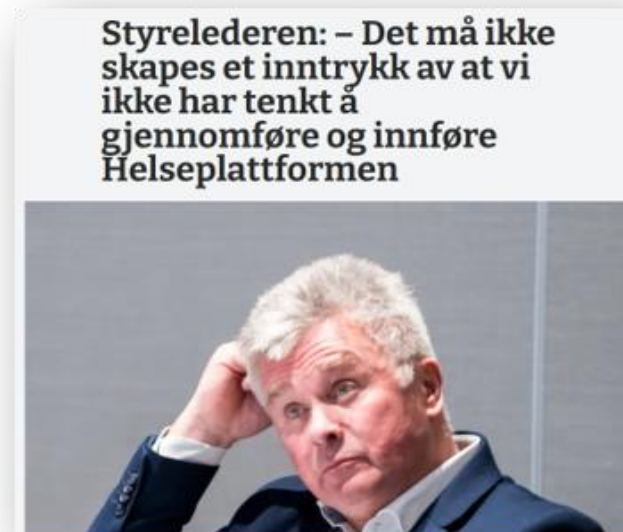 Styrelederen: – Det må ikke
skapes et inntrykk av at vi
ikke har tenkt å
gjennomføre og innføre
Helseplattformen